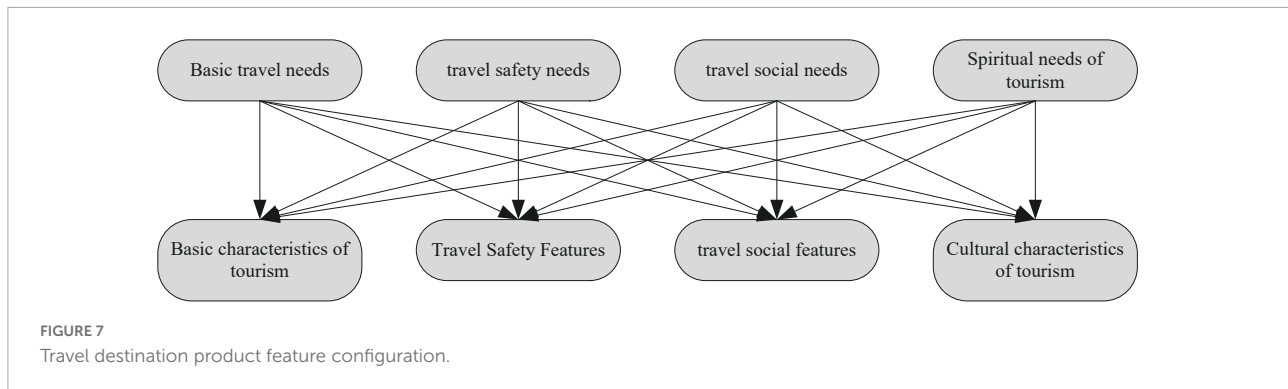 Basic travel needs
travel safety needs
travel social needs
Spiritual needs of
tourism
Basic characteristics of
tourism
Travel Safety Features
travel social features
Cultural characteristics
of tourism
FIGURE 7
Travel destination product feature configuration.